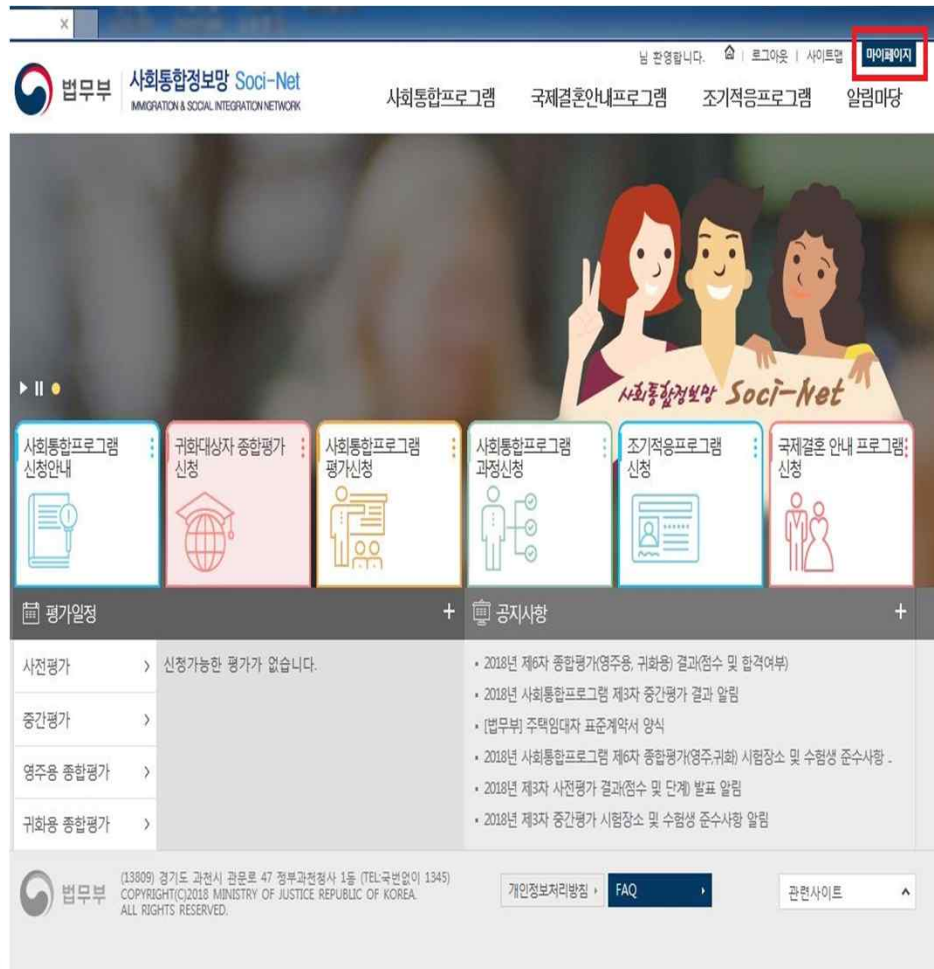 님 환영합니다. | 로그아웃 | 사이트맵 마이페이지
법무부 사회통합정보망 Soci-Net
IMMIGRATION & SOCIAL INTEGRATION NETWORK
사회통합프로그램 국제결혼안내프로그램 조기적응프로그램 알림마당
사회통합정보망 Soci-Net
사회통합프로그램
신청안내
귀화대상자 종합평가
신청
사회통합프로그램
평가신청
사회통합프로그램
과정신청
조기적응프로그램
신청
국제결혼 안내 프로그램
신청
평가일정 +
사전평가 >
중간평가 >
영주용 종합평가 >
귀화용 종합평가 >
신청가능한 평가가 없습니다.
공지사항 +
• 2018년 제6차 종합평가(영주용, 귀화용) 결과(점수 및 합격여부)
• 2018년 사회통합프로그램 제3차 중간평가 결과 알림
• [법무부] 주택임대차 표준계약서 양식
• 2018년 사회통합프로그램 제6차 종합평가(영주,귀화) 시험장소 및 수험생 준수사항 ..
• 2018년 제3차 사전평가 결과(점수 및 단계) 발표 알림
• 2018년 제3차 중간평가 시험장소 및 수험생 준수사항 알림
법무부
(13809) 경기도 과천시 관문로 47 정부과천청사 1동 (TEL:국번없이 1345)
COPYRIGHT(C)2018 MINISTRY OF JUSTICE REPUBLIC OF KOREA.
ALL RIGHTS RESERVED.
개인정보처리방침 FAQ 관련사이트